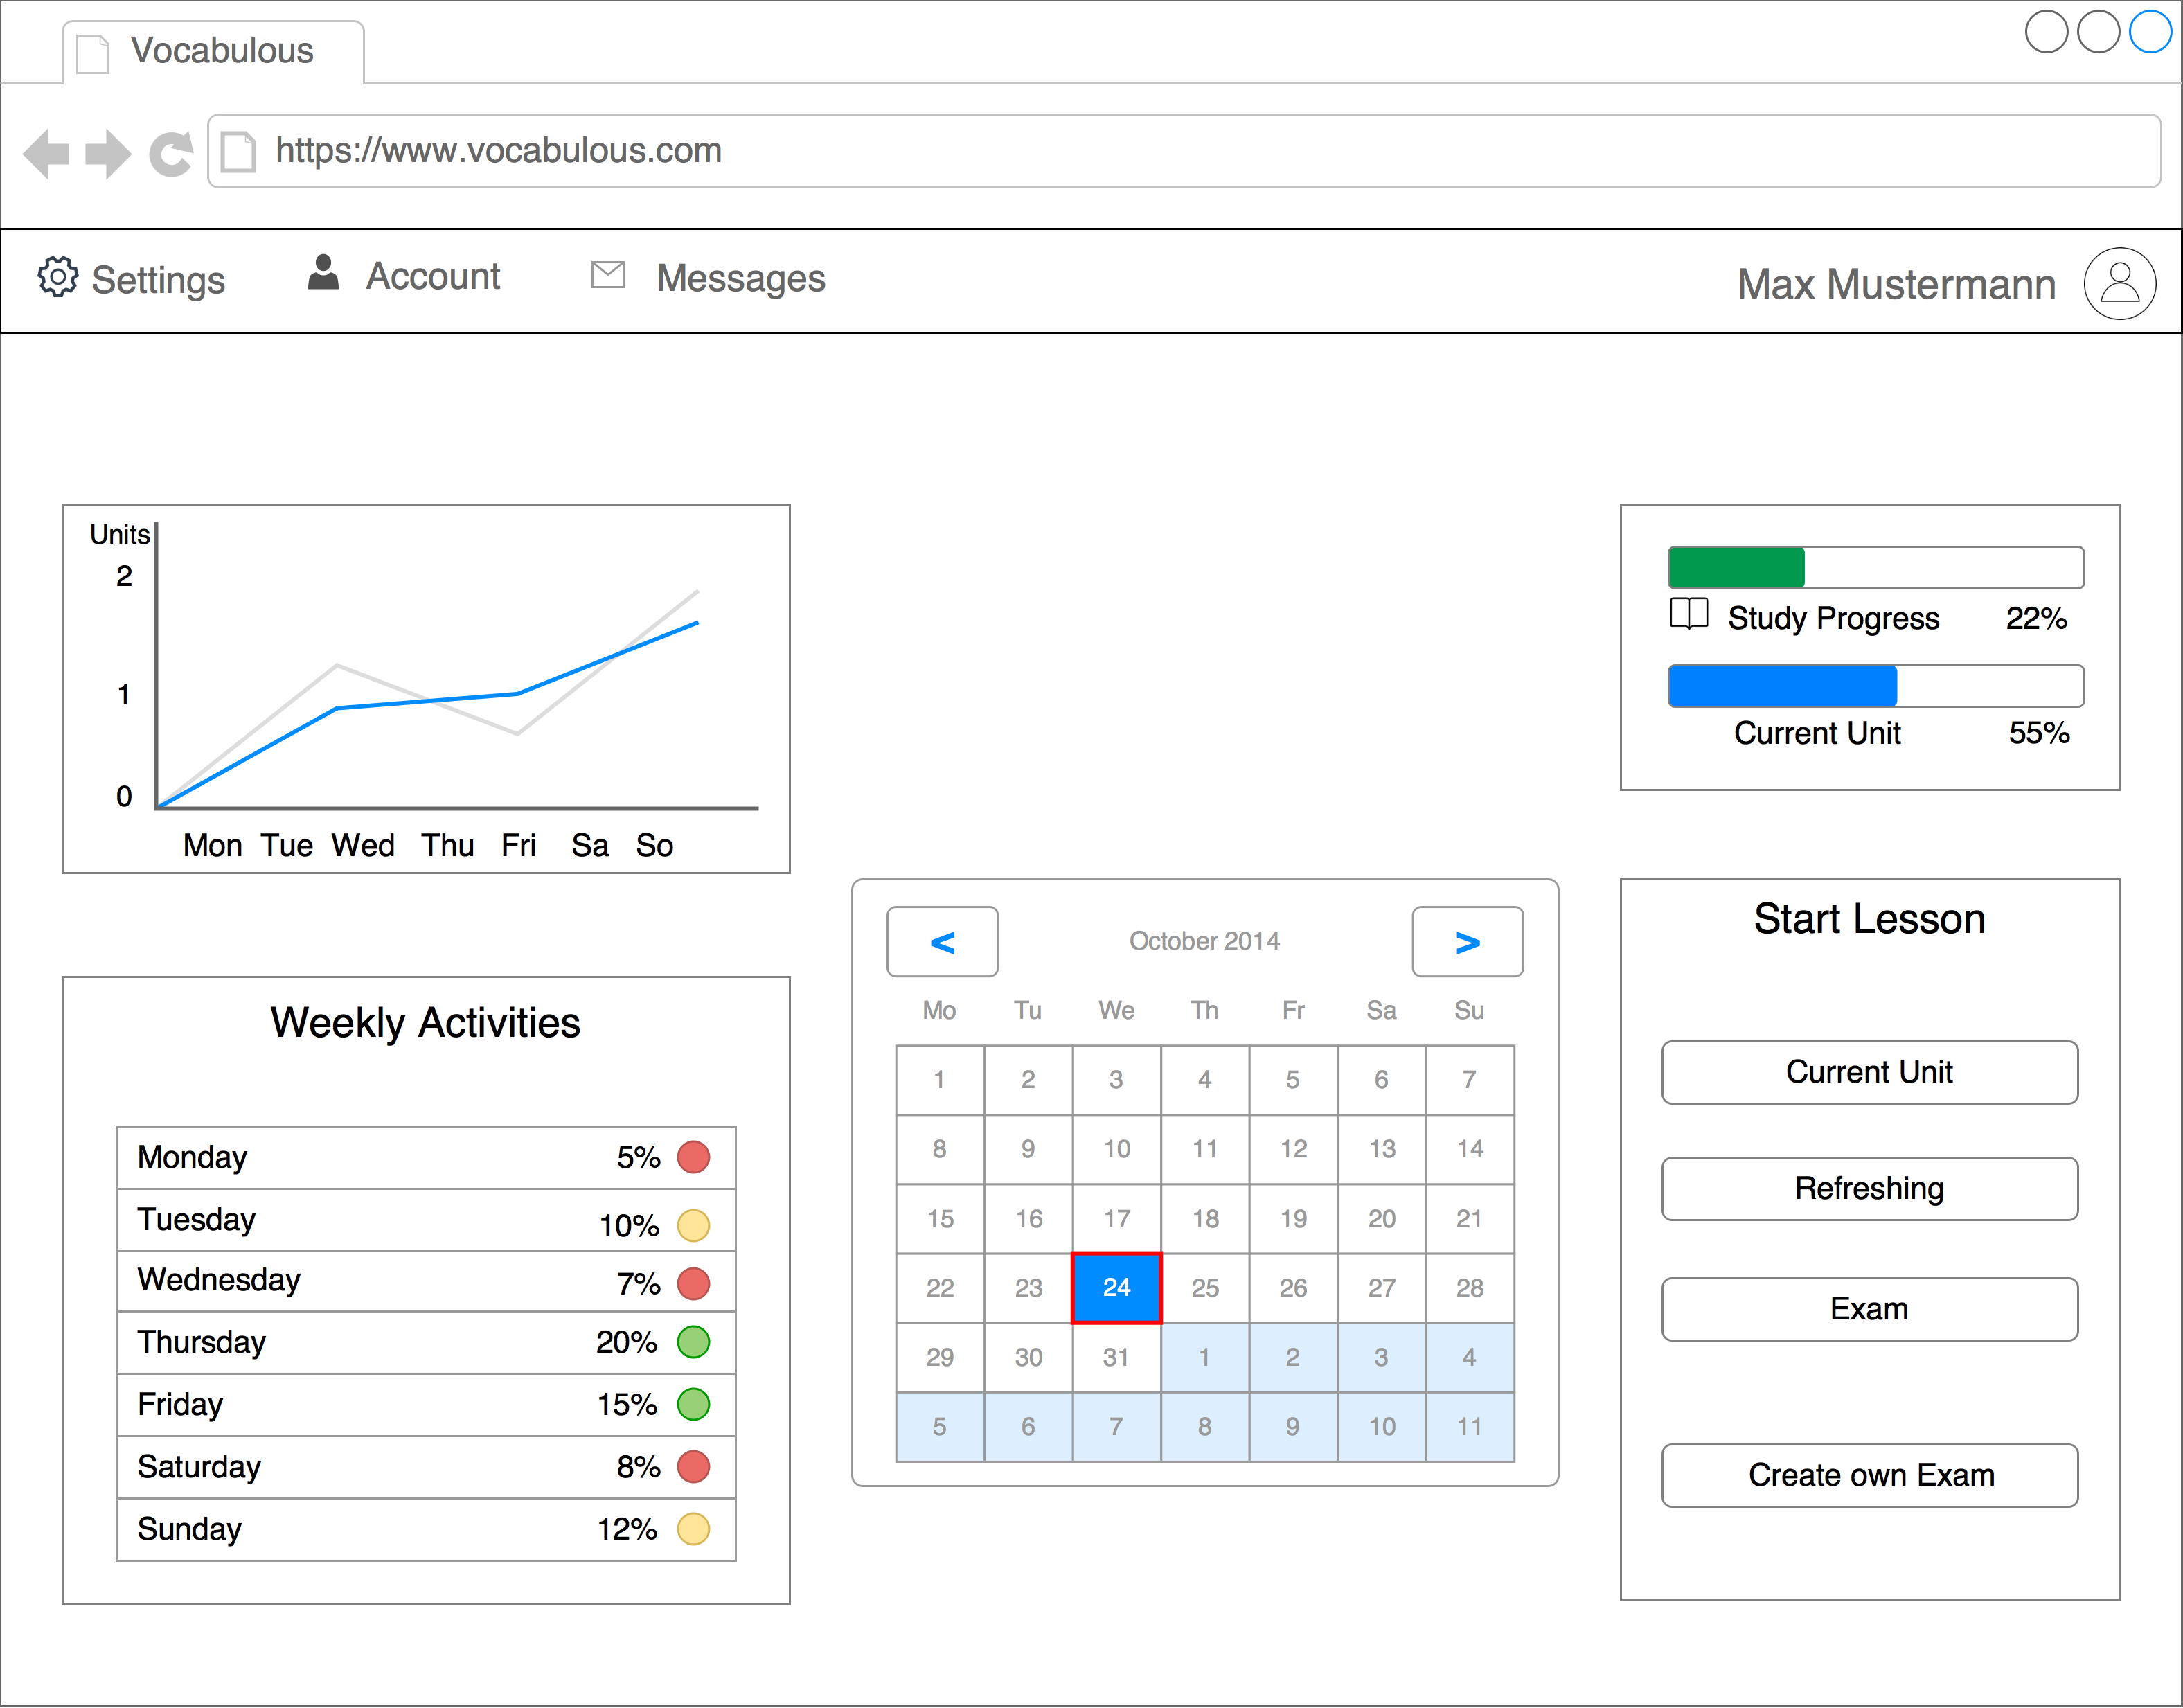 Vocabulous
https://www.vocabulous.com
Settings Account Messages Max Mustermann
Units
2
1
0
Mon Tue Wed Thu Fri Sa So
Study Progress 22%
Current Unit 55%
Weekly Activities
Monday 5%
Tuesday 10%
Wednesday 7%
Thursday 20%
Friday 15%
Saturday 8%
Sunday 12%
< October 2014 >
Mo Tu We Th Fr Sa Su
1 2 3 4 5 6 7
8 9 10 11 12 13 14
15 16 17 18 19 20 21
22 23 24 25 26 27 28
29 30 31 1 2 3 4
5 6 7 8 9 10 11
Start Lesson
Current Unit
Refreshing
Exam
Create own Exam